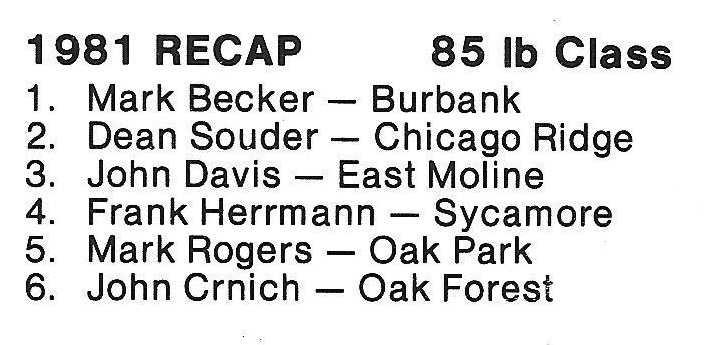 1981 RECAP 85 lb Class
1. Mark Becker — Burbank
2. Dean Souder — Chicago Ridge
3. John Davis — East Moline
4. Frank Herrmann — Sycamore
5. Mark Rogers — Oak Park
6. John Crnich — Oak Forest